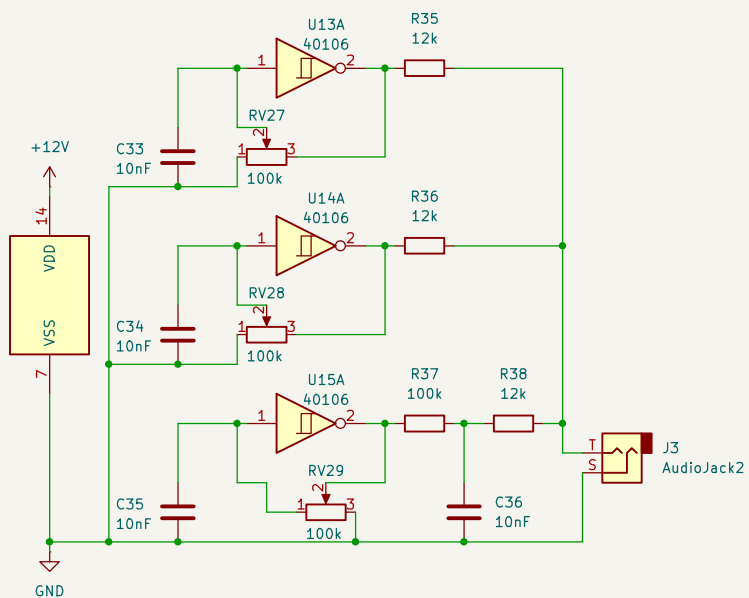 U13A
40106
R35
12k
1
2
RV27
2
1
3
100k
C33
10nF
+12V
14
VDD
VSS
7
U14A
40106
R36
12k
1
2
RV28
2
1
3
100k
C34
10nF
U15A
40106
R37
100k
R38
12k
1
2
RV29
2
1
3
100k
C35
10nF
C36
10nF
T
S
J3
AudioJack2
GND